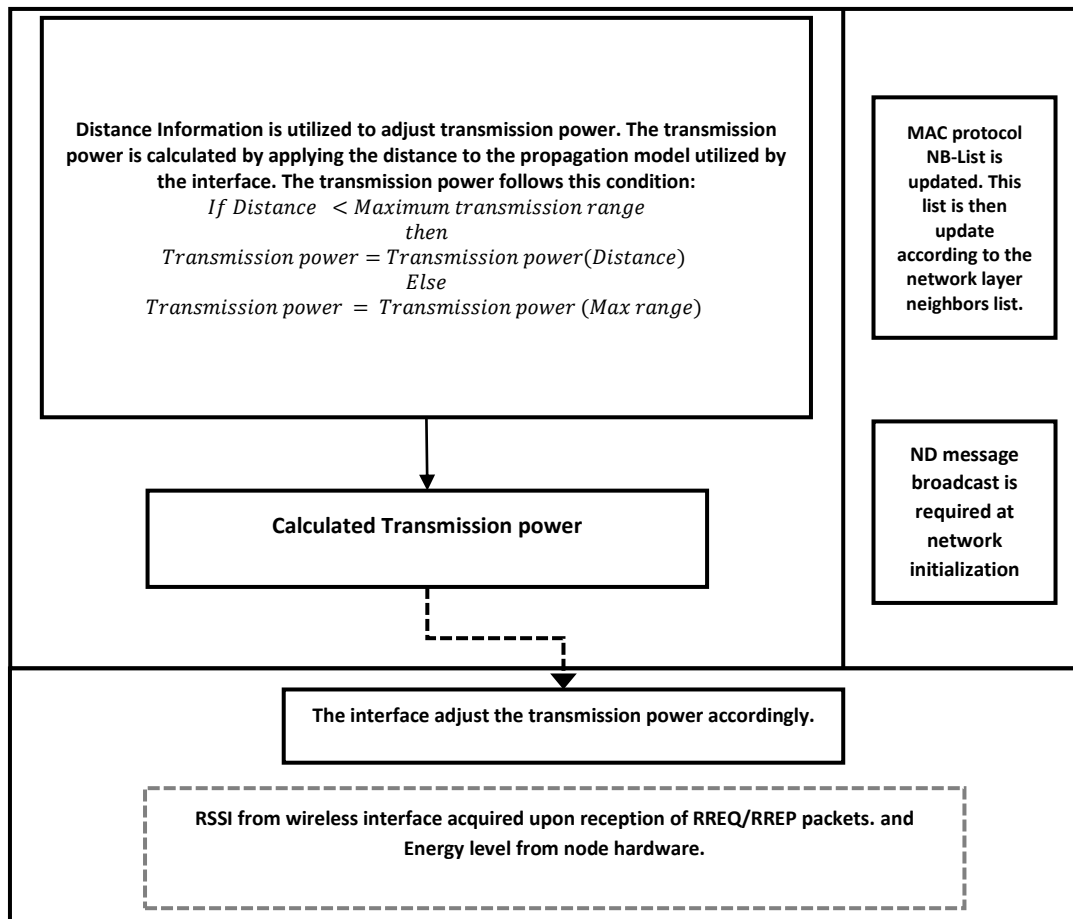 Distance Information is utilized to adjust transmission power. The transmission
power is calculated by applying the distance to the propagation model utilized by
the interface. The transmission power follows this condition:
If Distance < Maximum transmission range
then
Transmission power = Transmission power(Distance)
Else
Transmission power = Transmission power (Max range)
Calculated Transmission power
MAC protocol
NB-List is
updated. This
list is then
update
according to the
network layer
neighbors list.
ND message
broadcast is
required at
network
initialization
The interface adjust the transmission power accordingly.
RSSI from wireless interface acquired upon reception of RREQ/RREP packets. and
Energy level from node hardware.